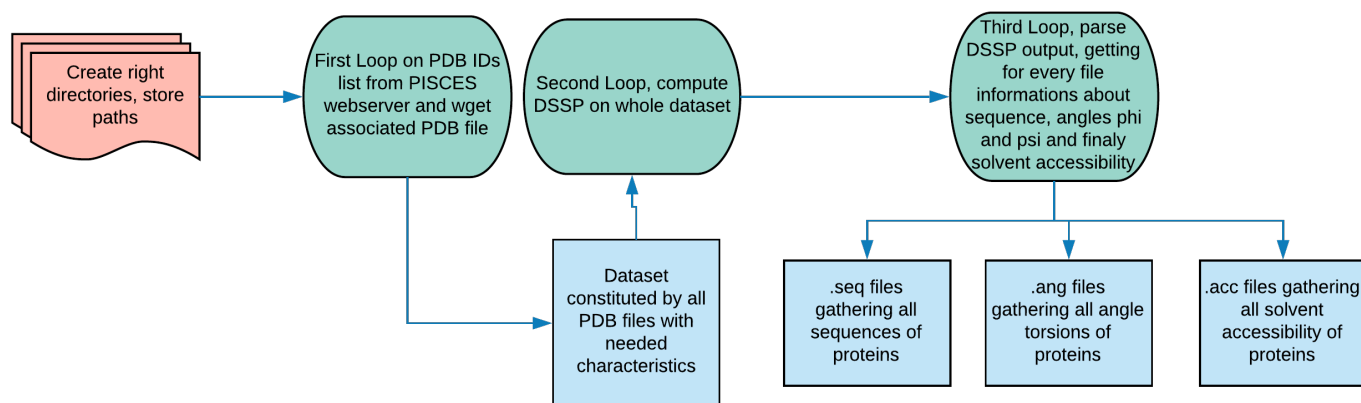 Create right
directories, store
paths
First Loop on PDB IDs
list from PISCES
webserver and wget
associated PDB file
Second Loop, compute
DSSP on whole dataset
Third Loop, parse
DSSP output, getting
for every file
informations about
sequence, angles phi
and psi and finaly
solvent accessibility
Dataset
constituted by all
PDB files with
needed
characteristics
.seq files
gathering all
sequences of
proteins
.ang files
gathering all angle
torsions of
proteins
.acc files gathering
all solvent
accessibility of
proteins